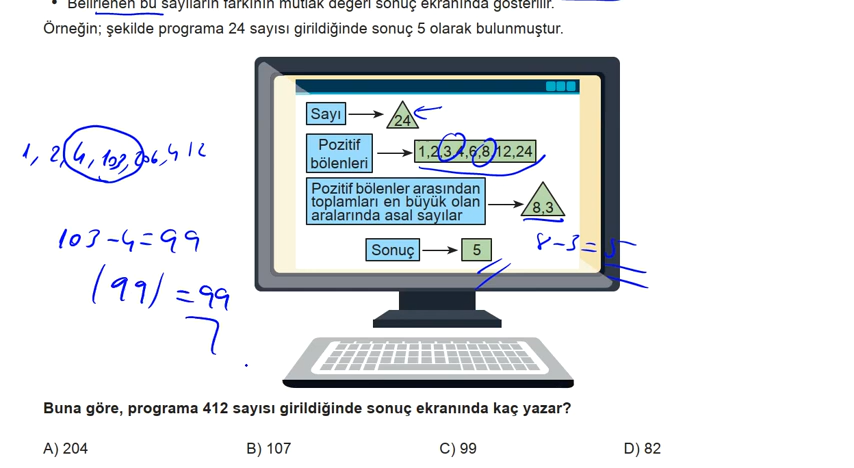 • Belirlenen bu sayıların farkının mutlak değeri sonuç ekranında gösterilir.
Örneğin; şekilde programa 24 sayısı girildiğinde sonuç 5 olarak bulunmuştur.
Sayı
24
Pozitif
bölenleri
1,2,3,4,6,8,12,24
Pozitif bölenler arasından
toplamları en büyük olan
aralarında asal sayılar
8,3
Sonuç
5
8-3=5
1, 2, 4, 103, 206, 412
103-4=99
(99) =99
Buna göre, programa 412 sayısı girildiğinde sonuç ekranında kaç yazar?
A) 204
B) 107
C) 99
D) 82